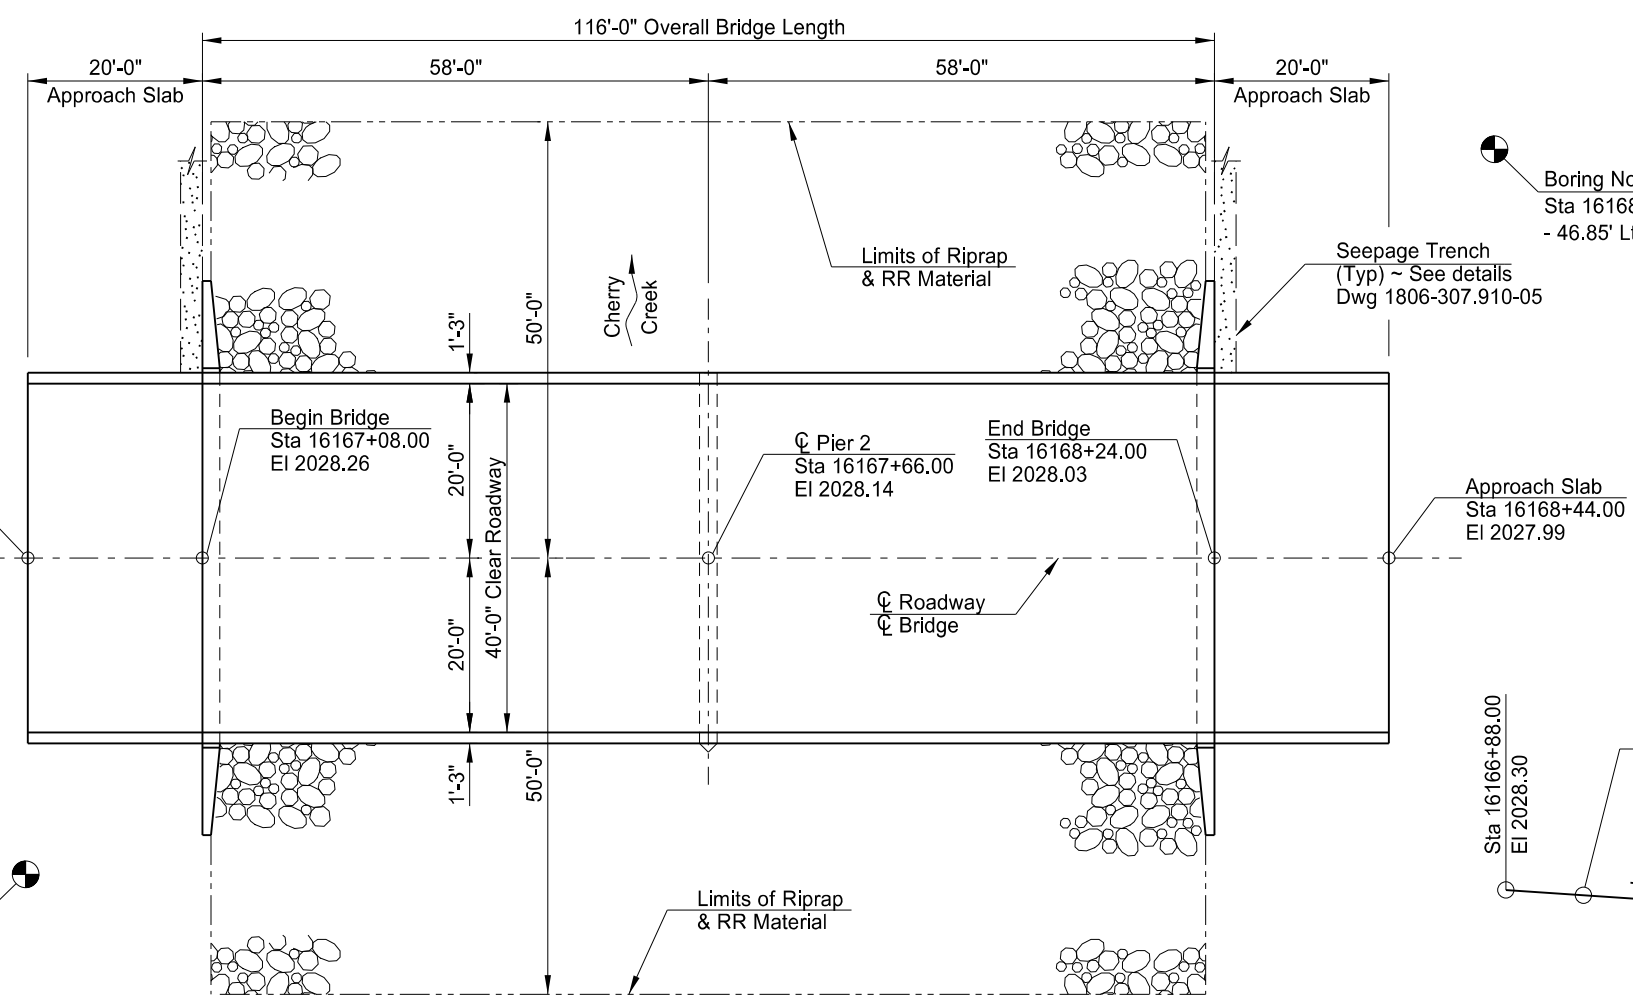 116'-0" Overall Bridge Length
20'-0"
Approach Slab
58'-0"
58'-0"
20'-0"
Approach Slab
Boring No
Sta 16168
- 46.85' Lt
Seepage Trench
(Typ) ~ See details
Dwg 1806-307.910-05
Limits of Riprap
& RR Material
Cherry
Creek
50'-0"
1'-3"
Begin Bridge
Sta 16167+08.00
El 2028.26
20'-0"
40'-0" Clear Roadway
℄ Pier 2
Sta 16167+66.00
El 2028.14
End Bridge
Sta 16168+24.00
El 2028.03
Approach Slab
Sta 16168+44.00
El 2027.99
℄ Roadway
℄ Bridge
20'-0"
1'-3"
50'-0"
Sta 16166+88.00
El 2028.30
Limits of Riprap
& RR Material